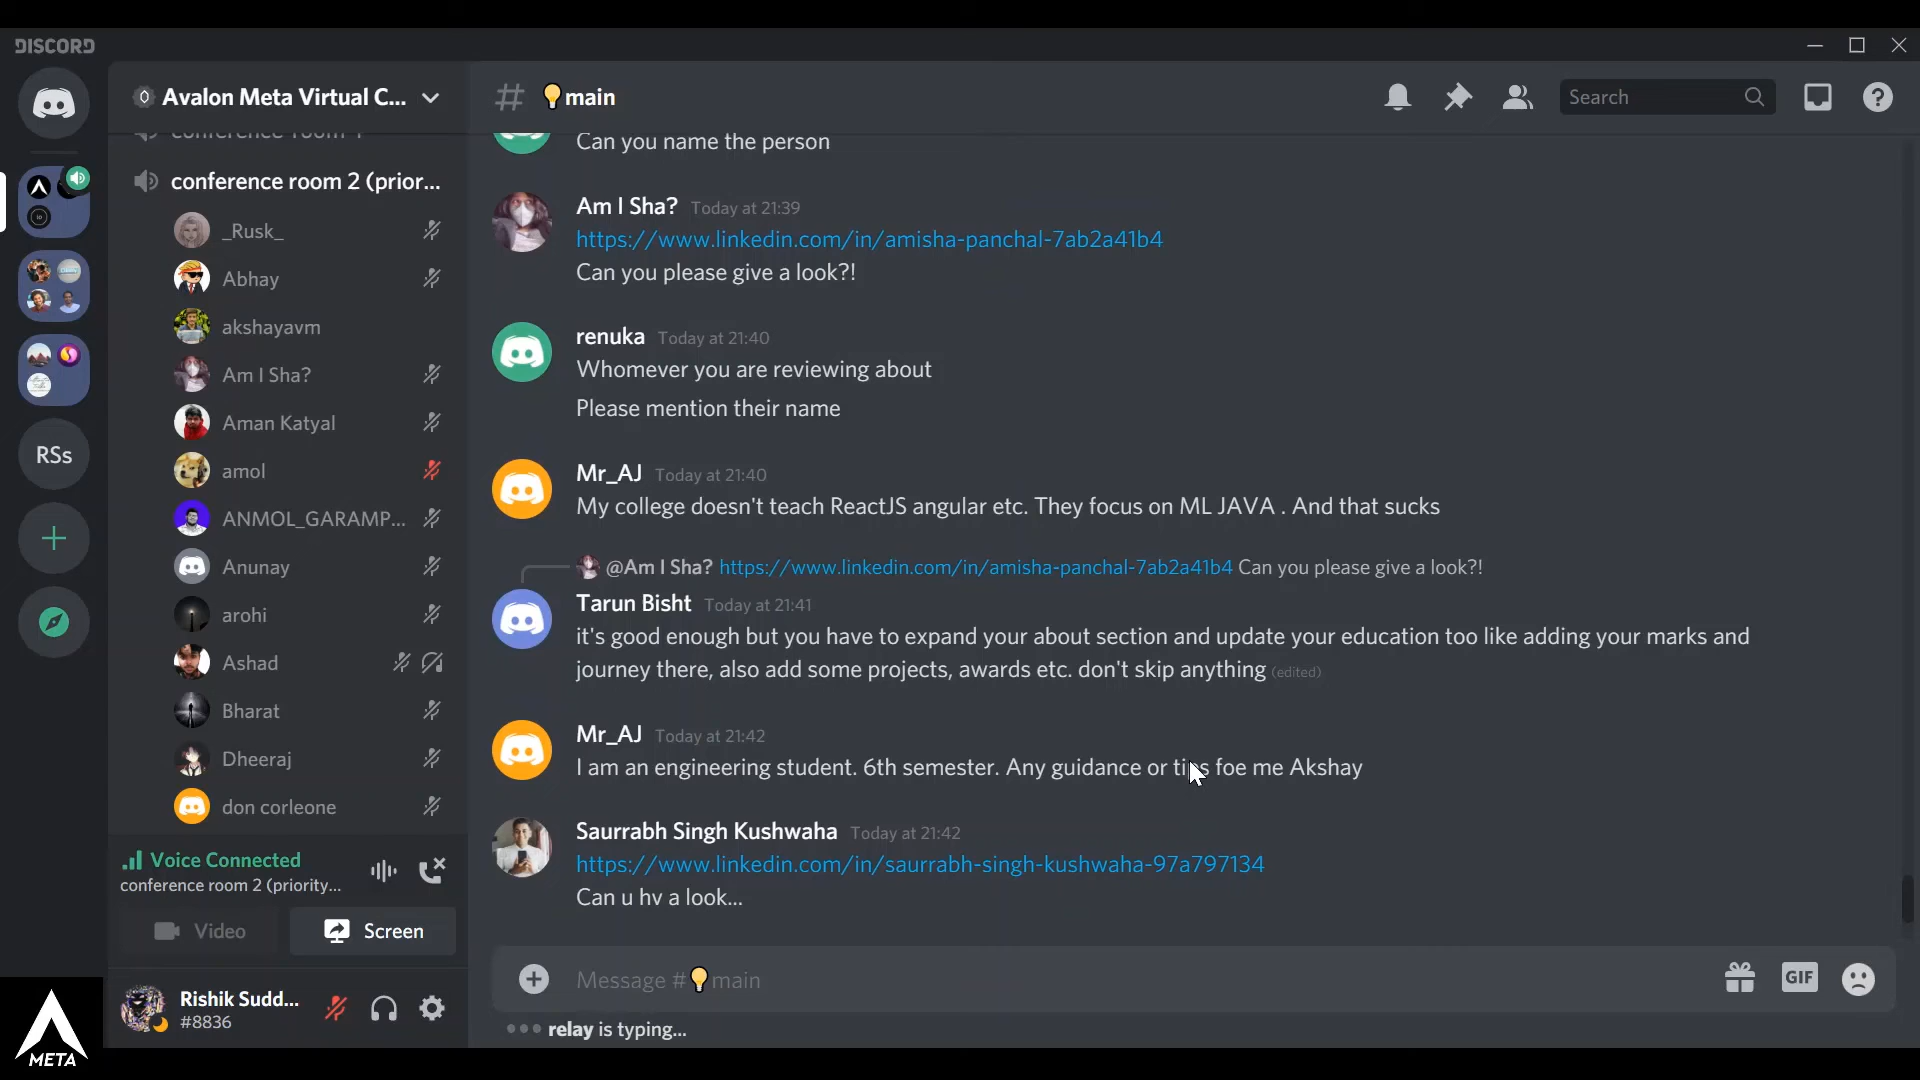 DISCORD
Avalon Meta Virtual C...
# main
Search
conference room 1
conference room 2 (prior...
_Rusk_
Abhay
akshayavm
Am I Sha?
Aman Katyal
amol
ANMOL_GARAMP...
Anunay
arohi
Ashad
Bharat
Dheeraj
don corleone
RSs
Voice Connected
conference room 2 (priority...
Video
Screen
Rishik Sudd...
#8836
META
Can you name the person
Am I Sha? Today at 21:39
https://www.linkedin.com/in/amisha-panchal-7ab2a41b4
Can you please give a look?!
renuka Today at 21:40
Whomever you are reviewing about
Please mention their name
Mr_AJ Today at 21:40
My college doesn't teach ReactJS angular etc. They focus on ML JAVA . And that sucks
@Am I Sha? https://www.linkedin.com/in/amisha-panchal-7ab2a41b4 Can you please give a look?!
Tarun Bisht Today at 21:41
it's good enough but you have to expand your about section and update your education too like adding your marks and
journey there, also add some projects, awards etc. don't skip anything (edited)
Mr_AJ Today at 21:42
I am an engineering student. 6th semester. Any guidance or tips foe me Akshay
Saurrabh Singh Kushwaha Today at 21:42
https://www.linkedin.com/in/saurrabh-singh-kushwaha-97a797134
Can u hv a look...
Message # main
GIF
relay is typing...